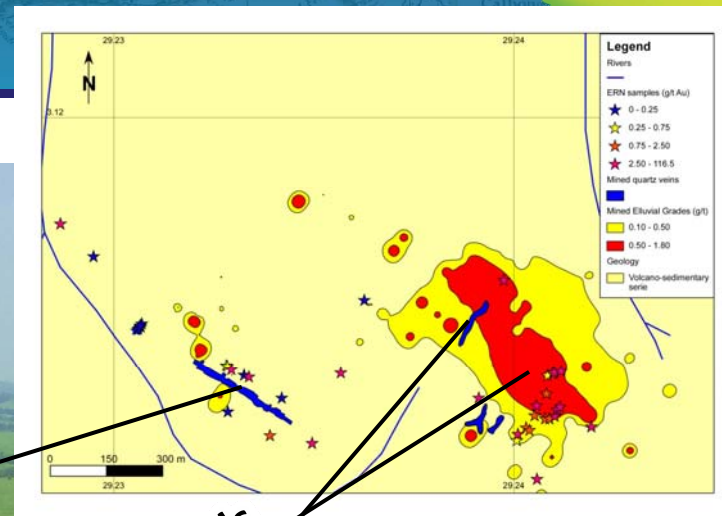 29.23
29.24
N
3.12
Legend
Rivers
ERN samples (g/t Au)
0 - 0.25
0.25 - 0.75
0.75 - 2.50
2.50 - 116.5
Mined quartz veins
Mined Elluvial Grades (g/t)
0.10 - 0.50
0.50 - 1.80
Geology
Volcano-sedimentary
serie
0 150 300 m
29.23
29.24